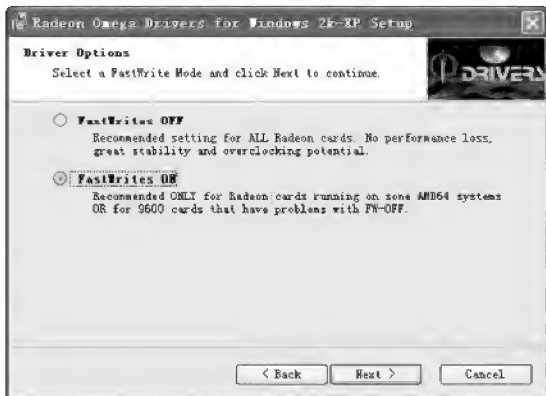 Radeon Omega Drivers for Windows 2k-XP Setup
Driver Options
Select a FastWrite Mode and click Next to continue.
DRIVERS
FastWrites OFF
Recommended setting for ALL Radeon cards. No performance loss,
great stability and overclocking potential.
FastWrites ON
Recommended ONLY for Radeon cards running on some AMD64 systems
OR for 9600 cards that have problems with FW-OFF.
< Back
Next >
Cancel